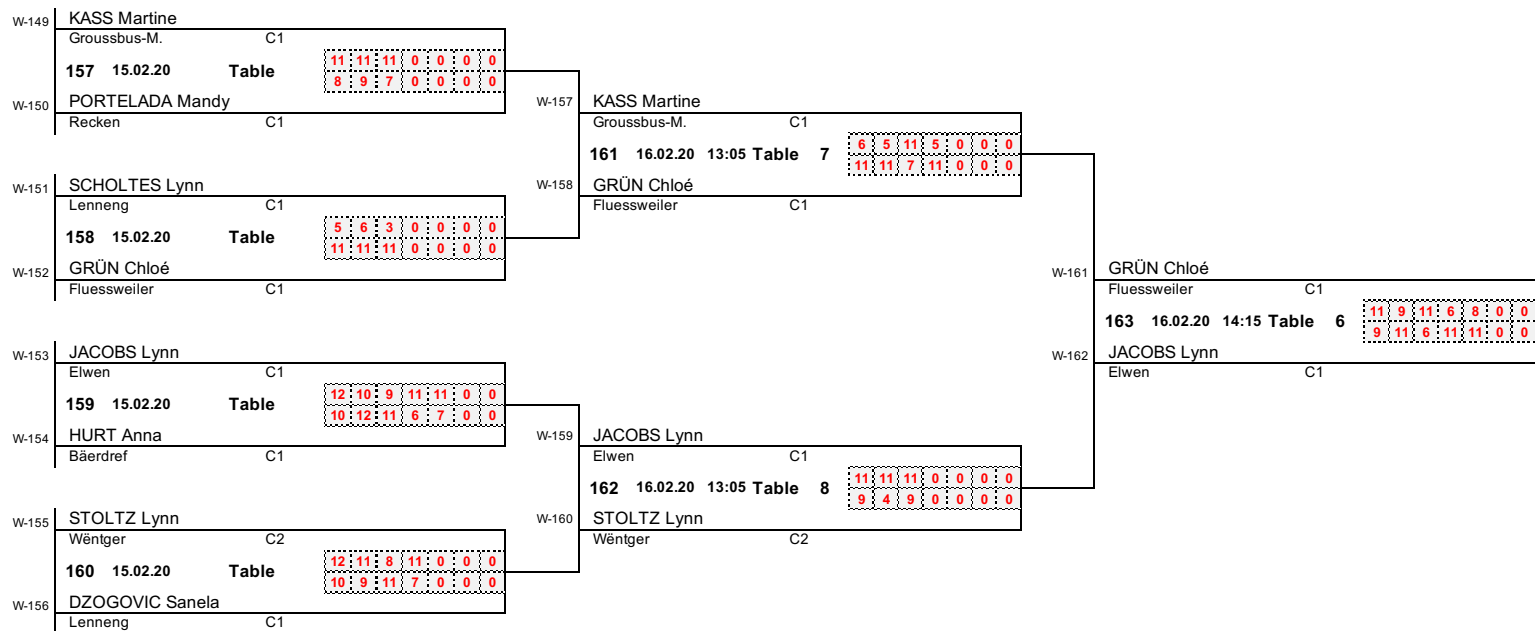 W-149 KASS Martine
Groussbus-M. C1
157 15.02.20 Table 11 11 11 0 0 0 0
8 9 7 0 0 0 0
W-150 PORTELADA Mandy
Recken C1
W-157 KASS Martine
Groussbus-M. C1
161 16.02.20 13:05 Table 7 6 5 11 5 0 0 0
11 11 7 11 0 0 0
W-158 GRÜN Chloé
Fluessweiler C1
W-151 SCHOLTES Lynn
Lenneng C1
158 15.02.20 Table 5 6 3 0 0 0 0
11 11 11 0 0 0 0
W-152 GRÜN Chloé
Fluessweiler C1
W-161 GRÜN Chloé
Fluessweiler C1
163 16.02.20 14:15 Table 6 11 9 11 6 8 0 0
9 11 6 11 11 0 0
W-162 JACOBS Lynn
Elwen C1
W-153 JACOBS Lynn
Elwen C1
159 15.02.20 Table 12 10 9 11 11 0 0
10 12 11 6 7 0 0
W-154 HURT Anna
Bäerdref C1
W-159 JACOBS Lynn
Elwen C1
162 16.02.20 13:05 Table 8 11 11 11 0 0 0 0
9 4 9 0 0 0 0
W-160 STOLTZ Lynn
Wëntger C2
W-155 STOLTZ Lynn
Wëntger C2
160 15.02.20 Table 12 11 8 11 0 0 0
10 9 11 7 0 0 0
W-156 DZOGOVIC Sanela
Lenneng C1